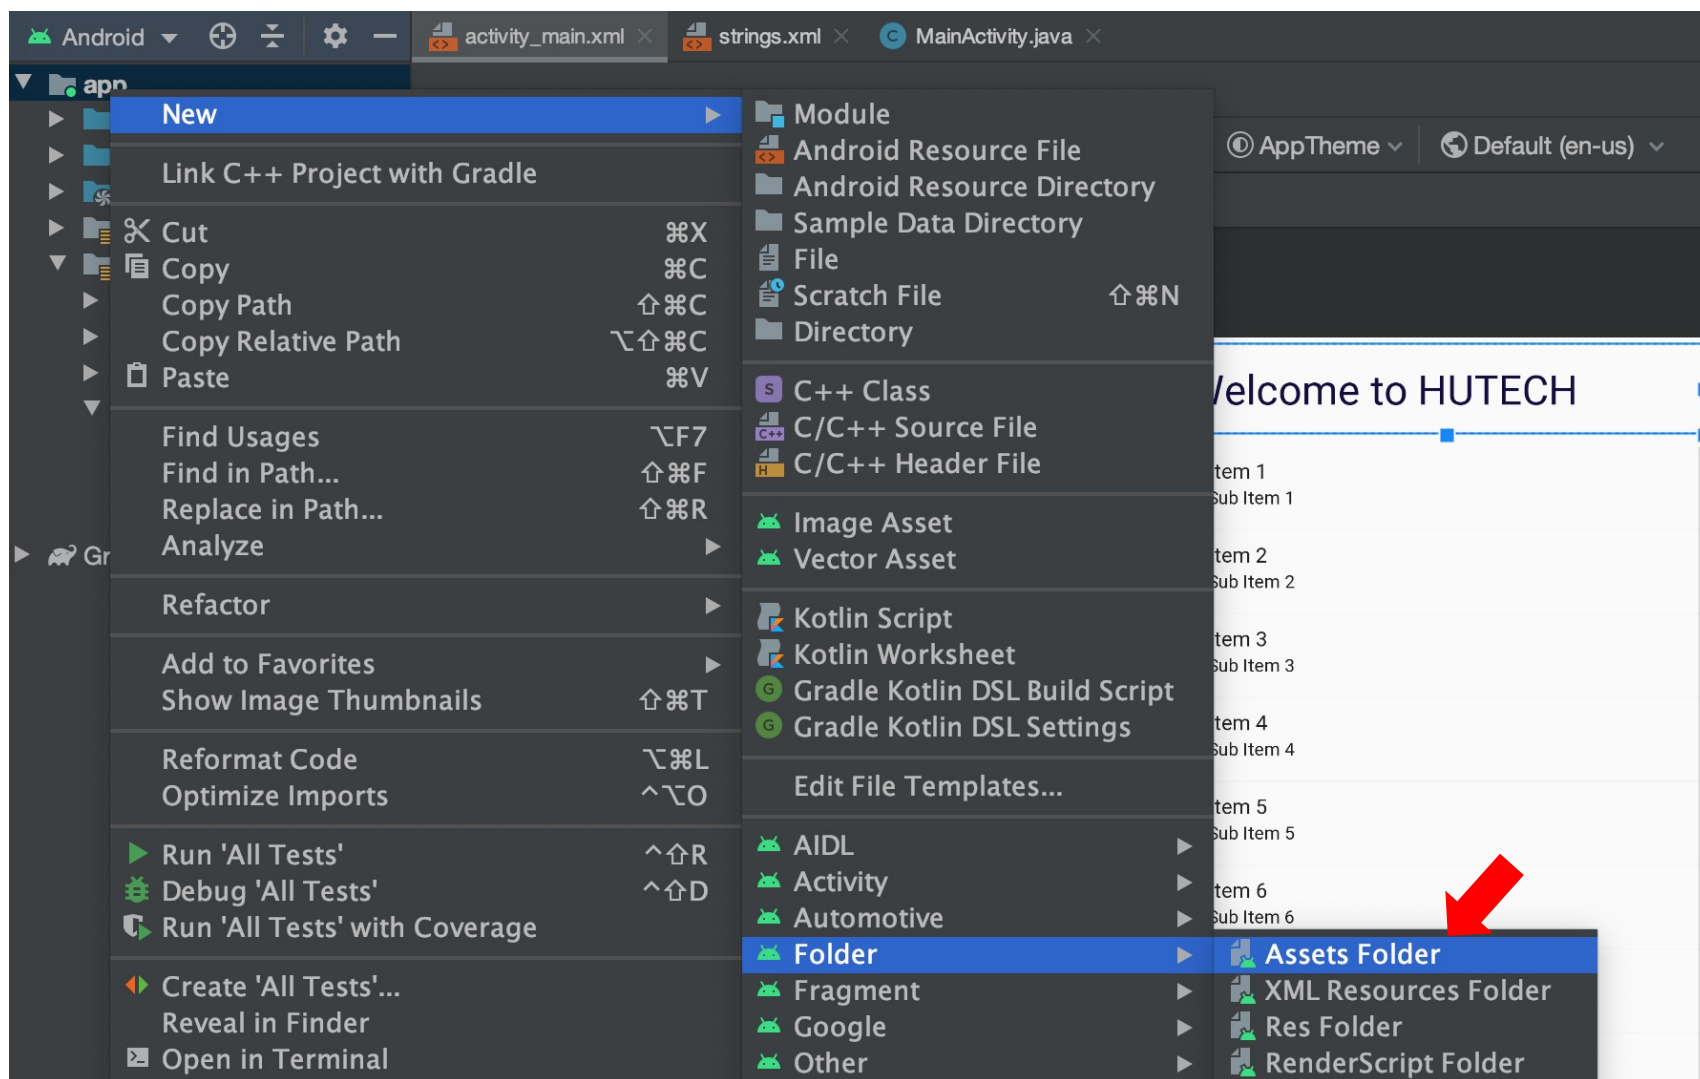 Android
activity_main.xml
strings.xml
MainActivity.java
app
New
Link C++ Project with Gradle
Cut ⌘X
Copy ⌘C
Copy Path ⇧⌘C
Copy Relative Path ⌥⇧⌘C
Paste ⌘V
Find Usages ⌥F7
Find in Path... ⇧⌘F
Replace in Path... ⇧⌘R
Analyze
Gr
Refactor
Add to Favorites
Show Image Thumbnails ⇧⌘T
Reformat Code ⌥⌘L
Optimize Imports ^⌥O
Run 'All Tests' ^⇧R
Debug 'All Tests' ^⇧D
Run 'All Tests' with Coverage
Create 'All Tests'...
Reveal in Finder
Open in Terminal
Module
Android Resource File
Android Resource Directory
Sample Data Directory
File
Scratch File ⇧⌘N
Directory
S C++ Class
C++ C/C++ Source File
H C/C++ Header File
Image Asset
Vector Asset
Kotlin Script
Kotlin Worksheet
G Gradle Kotlin DSL Build Script
G Gradle Kotlin DSL Settings
Edit File Templates...
AIDL
Activity
Automotive
Folder
Fragment
Google
Other
Assets Folder
XML Resources Folder
Res Folder
RenderScript Folder
AppTheme
Default (en-us)
elcome to HUTECH
tem 1
Sub Item 1
tem 2
Sub Item 2
tem 3
Sub Item 3
tem 4
Sub Item 4
tem 5
Sub Item 5
tem 6
Sub Item 6